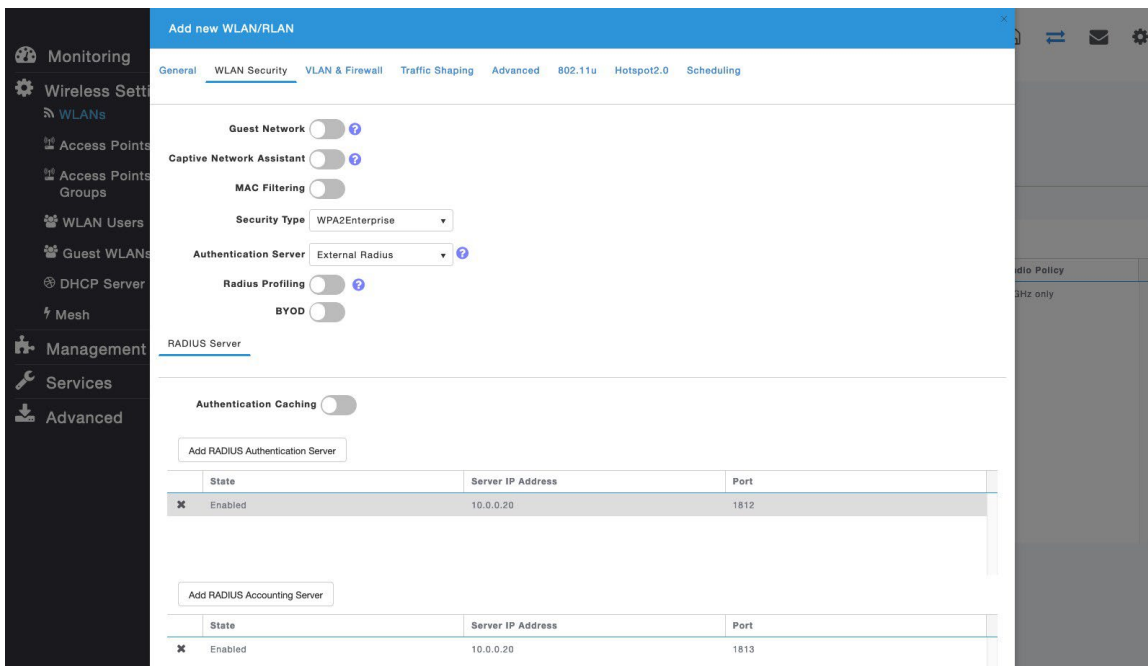 Add new WLAN/RLAN
Monitoring
Wireless Setti
WLANs
Access Points
Access Points
Groups
WLAN Users
Guest WLANs
DHCP Server
Mesh
Management
Services
Advanced
General WLAN Security VLAN & Firewall Traffic Shaping Advanced 802.11u Hotspot2.0 Scheduling
Guest Network ?
Captive Network Assistant ?
MAC Filtering
Security Type WPA2Enterprise
Authentication Server External Radius ?
Radius Profiling ?
BYOD
RADIUS Server
Authentication Caching
Add RADIUS Authentication Server
State Server IP Address Port
Enabled 10.0.0.20 1812
Add RADIUS Accounting Server
State Server IP Address Port
Enabled 10.0.0.20 1813
dio Policy
GHz only